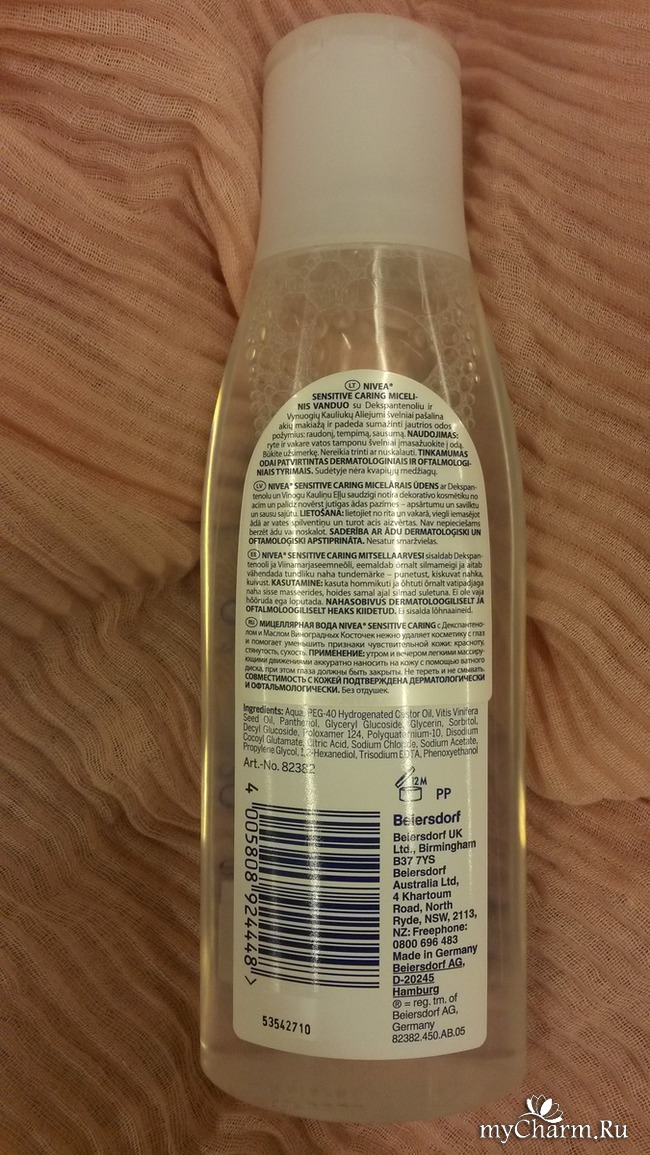 LT NIVEA®
SENSITIVE CARING MICELI-
NIS VANDUO su Dekspantenoliu ir
Vynuogių Kauliukų Aliejumi švelniai pašalina
akių makiažą ir padeda sumažinti jautrios odos
požymius: raudonį, tempimą, sausumą. NAUDOJIMAS:
ryte ir vakare vatos tamponu švelniai įmasažuokite į odą.
Būkite užsimerkę. Nereikia trinti ar nuskalauti. TINKAMUMAS
ODAI PATVIRTINTAS DERMATOLOGINIAIS IR OFTALMOLOGI-
NIAIS TYRIMAIS. Sudėtyje nėra kvapiųjų medžiagų.
LV NIVEA® SENSITIVE CARING MICELĀRAIS ŪDENS ar Dekspan-
tenolu un Vīnogu Kauliņu Eļļu saudzīgi notīra dekoratīvo kosmētiku no
acīm un palīdz novērst jutīgas ādas pazīmes – apsārtumu un savilktu
un sausu sajūtu. LIETOŠANA: lietojiet no rīta un vakarā, viegli iemasējot
ādā ar vates spilventiņu un turot acis aizvērtas. Nav nepieciešams
berzēt ādu vai noskalot. SADERĪBA AR ĀDU DERMATOLOĢISKI UN
OFTAMOLOĢISKI APSTIPRINĀTA. Nesatur smaržvielas.
EE NIVEA® SENSITIVE CARING MITSELLAARVESI sisaldab Dekspan-
tenooli ja Viinamarjaseemneõli, eemaldab õrnalt silmameigi ja aitab
vähendada tundliku naha tundemärke – punetust, kiskuvat nahka,
kuivust. KASUTAMINE: kasuta hommikuti ja õhtuti õrnalt vatipadjaga
naha sisse masseerides, hoides samal ajal silmad suletuna. Ei ole vaja
hõõruda ega loputada. NAHASOBIVUS DERMATOLOOGILISELT JA
OFTALMOLOOGILISELT HEAKS KIIDETUD. Ei sisalda lõhnaaineid.
RU МИЦЕЛЛЯРНАЯ ВОДА NIVEA® SENSITIVE CARING с Декспантено-
лом и Маслом Виноградных Косточек нежно удаляет косметику с глаз
и помогает уменьшить признаки чувствительной кожи: красноту,
стянутость, сухость. ПРИМЕНЕНИЕ: утром и вечером легкими массиру-
ющими движениями аккуратно наносить на кожу с помощью ватного
диска, при этом глаза должны быть закрыты. Не тереть и не смывать.
СОВМЕСТИМОСТЬ С КОЖЕЙ ПОДТВЕРЖДЕНА ДЕРМАТОЛОГИЧЕСКИ
И ОФТАЛЬМОЛОГИЧЕСКИ. Без отдушек.
Ingredients: Aqua, PEG-40 Hydrogenated Castor Oil, Vitis Vinifera
Seed Oil, Panthenol, Glyceryl Glucoside, Glycerin, Sorbitol,
Decyl Glucoside, Poloxamer 124, Polyquaternium-10, Disodium
Cocoyl Glutamate, Citric Acid, Sodium Chloride, Sodium Acetate,
Propylene Glycol, 1,2-Hexanediol, Trisodium EDTA, Phenoxyethanol
Art.-No. 82382
12 M
PP
4 005808 924448 >
53542710
Beiersdorf
Beiersdorf UK
Ltd., Birmingham
B37 7YS
Beiersdorf
Australia Ltd,
4 Khartoum
Road, North
Ryde, NSW, 2113,
NZ: Freephone:
0800 696 483
Made in Germany
Beiersdorf AG,
D-20245
Hamburg
® = reg. tm. of
Beiersdorf AG,
Germany
82382.450.AB.05
myCharm.Ru